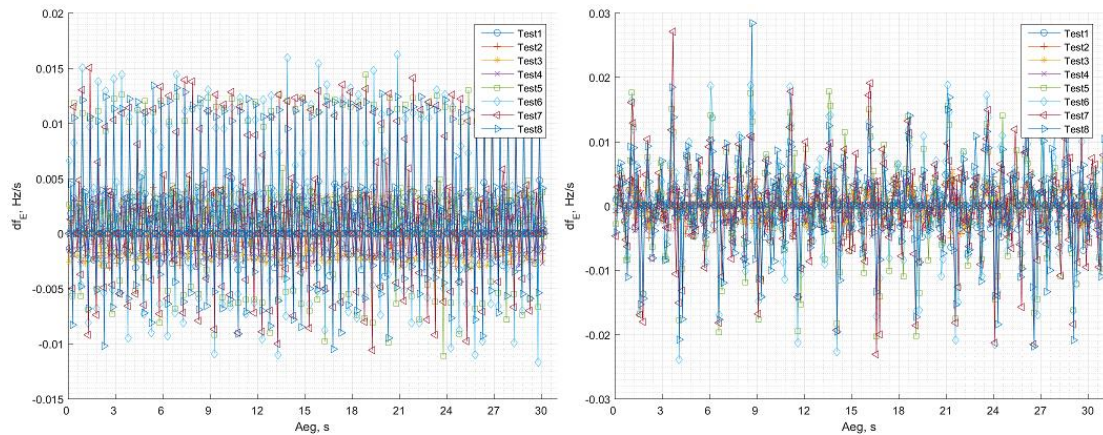 0.02
0.015
0.01
0.005
0
-0.005
-0.01
-0.015
df_E, Hz/s
0 3 6 9 12 15 18 21 24 27 30
Aeg, s
Test1
Test2
Test3
Test4
Test5
Test6
Test7
Test8
0.03
0.02
0.01
0
-0.01
-0.02
-0.03
df_E, Hz/s
0 3 6 9 12 15 18 21 24 27 30
Aeg, s
Test1
Test2
Test3
Test4
Test5
Test6
Test7
Test8